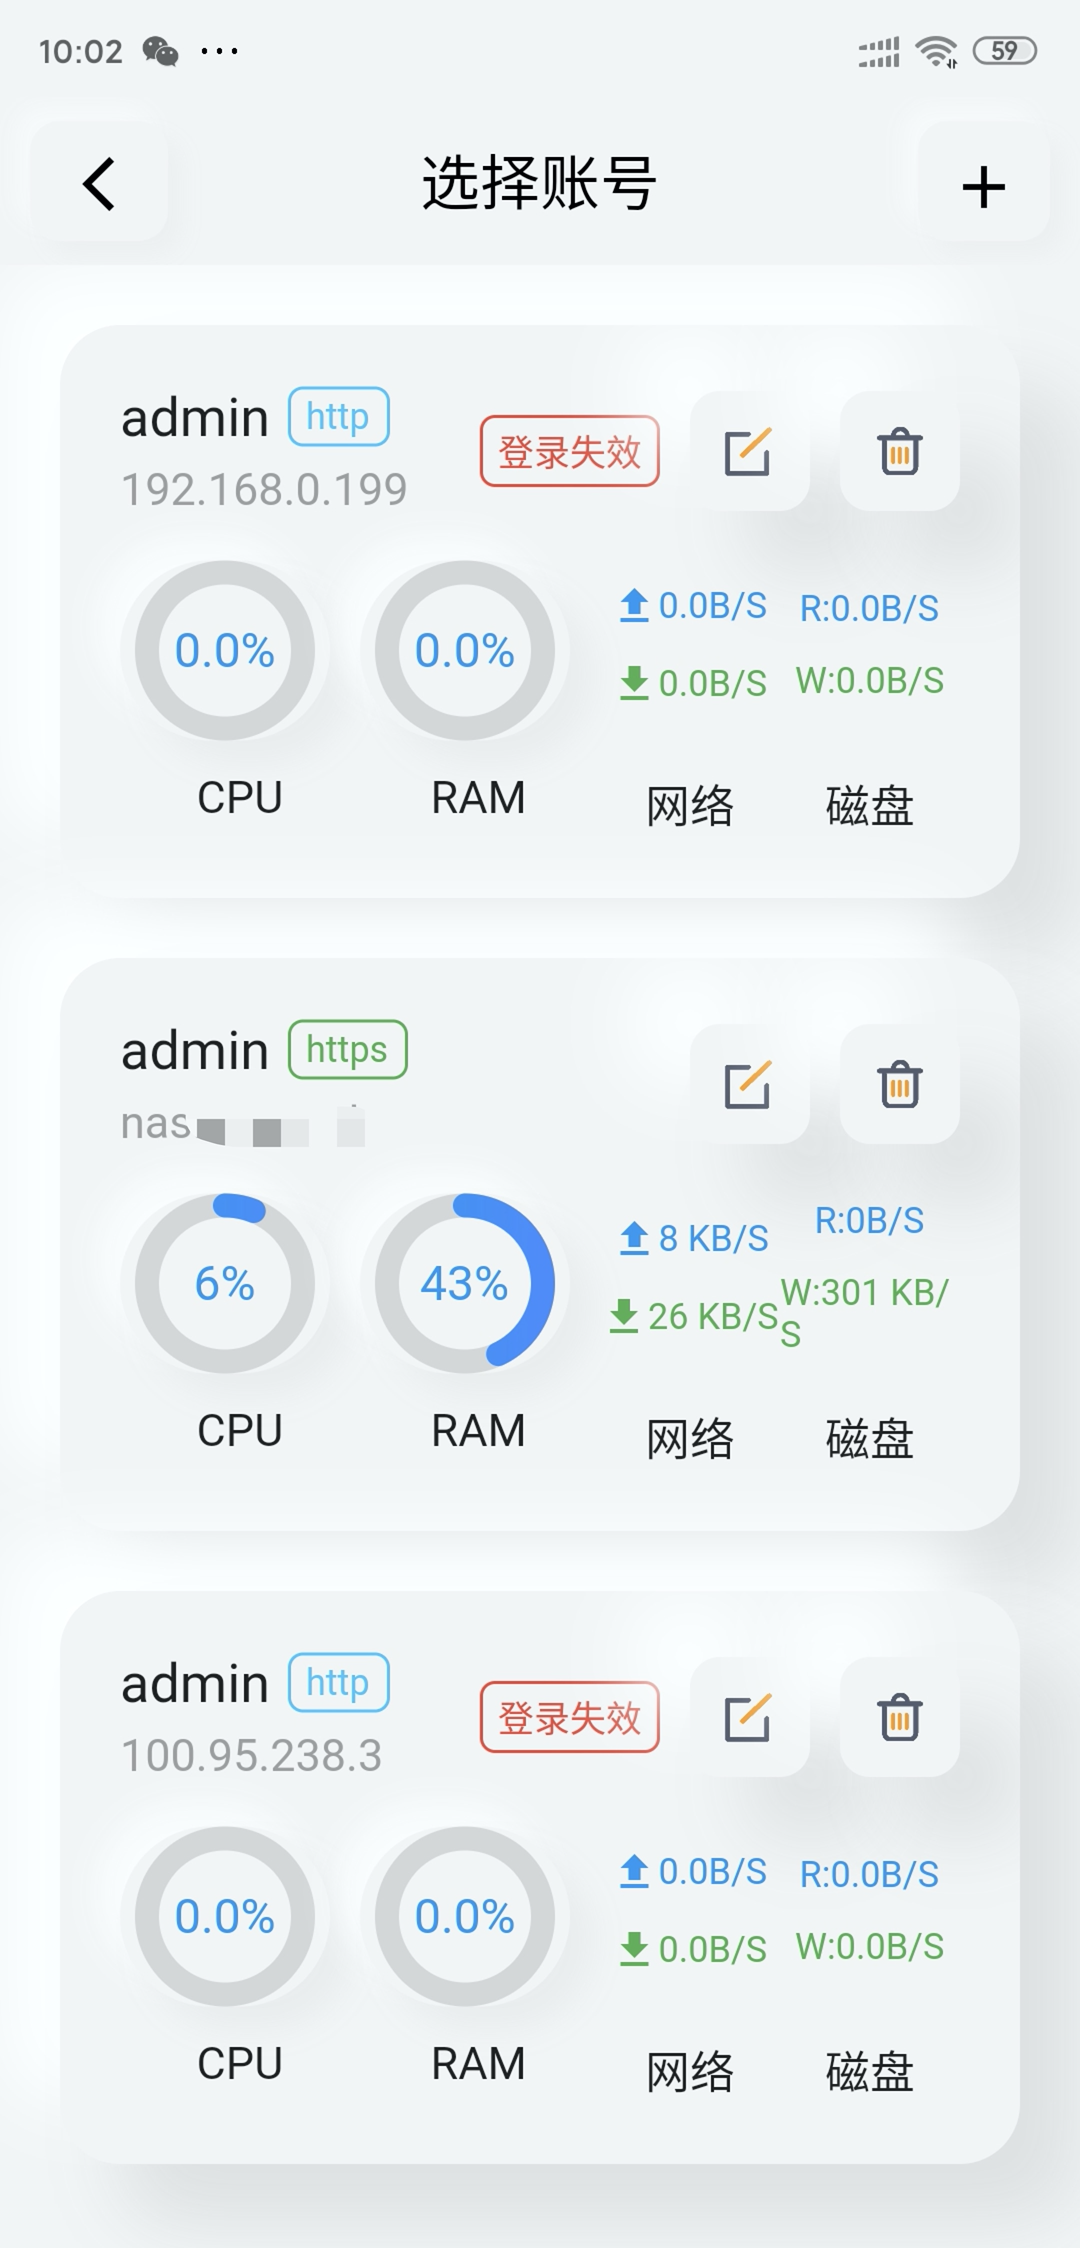 10:02
59
选择账号
admin http
192.168.0.199
登录失效
0.0%
0.0%
0.0B/S
R:0.0B/S
0.0B/S
W:0.0B/S
CPU
RAM
网络
磁盘
admin https
nas
6%
43%
8 KB/S
R:0B/S
26 KB/S
W:301 KB/
S
CPU
RAM
网络
磁盘
admin http
100.95.238.3
登录失效
0.0%
0.0%
0.0B/S
R:0.0B/S
0.0B/S
W:0.0B/S
CPU
RAM
网络
磁盘